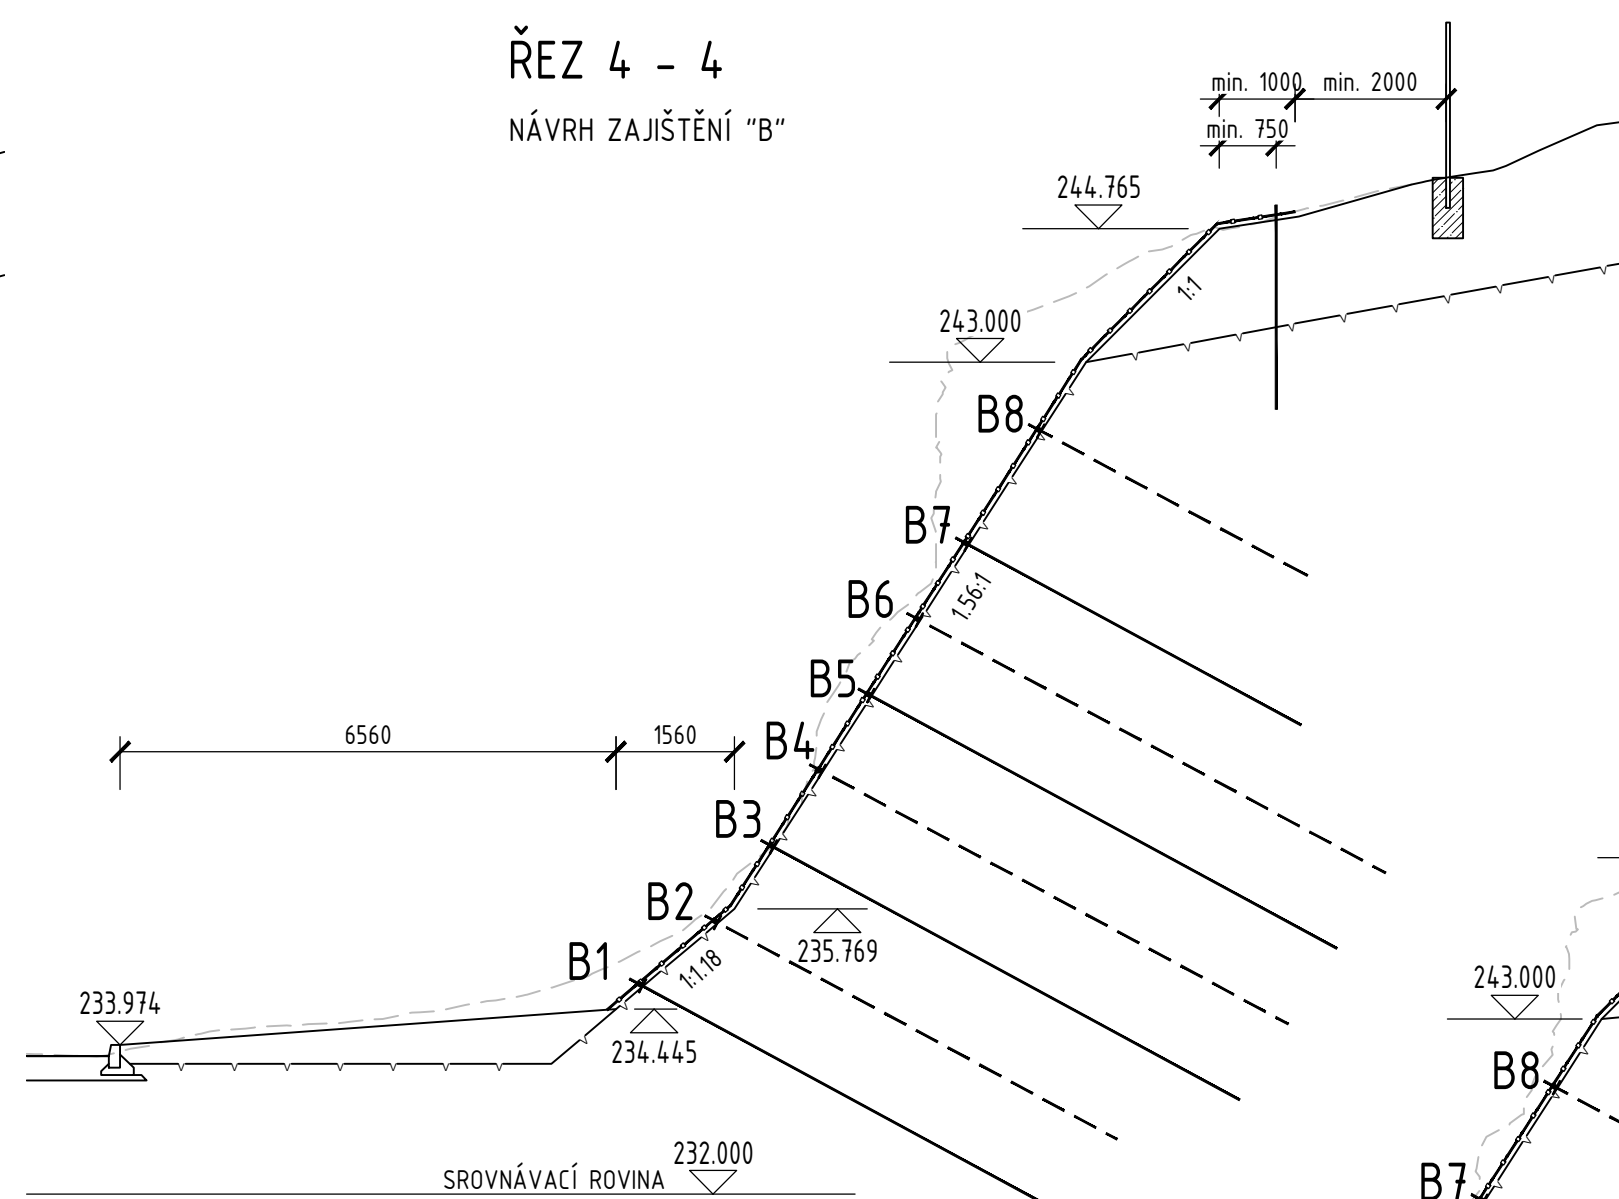 ŘEZ 4 - 4
NÁVRH ZAJIŠTĚNÍ "B"
min. 1000
min. 2000
min. 750
244.765
1:1
243.000
B8
B7
1.56:1
B6
B5
6560
1560
B4
B3
B2
235.769
B1
1:1.18
243.000
233.974
234.445
B8
232.000
SROVNÁVACÍ ROVINA
B7